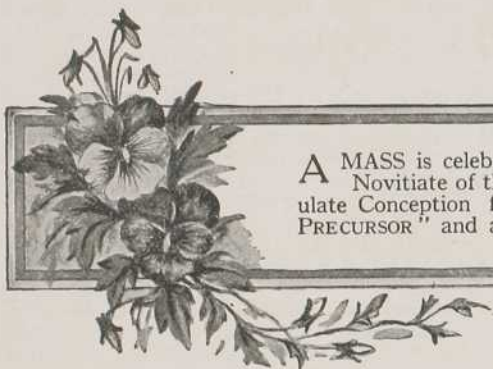 A MASS is celeb
Novitiate of t
ulate Conception f
PRECURSOR" and a